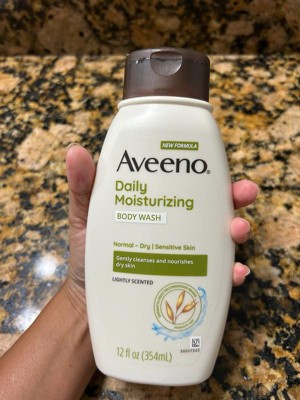 NEW FORMULA
Aveeno®
Daily
Moisturizing
BODY WASH
Normal – Dry | Sensitive Skin
Gently cleanses and nourishes
dry skin
LIGHTLY SCENTED
12 fl oz (354mL)